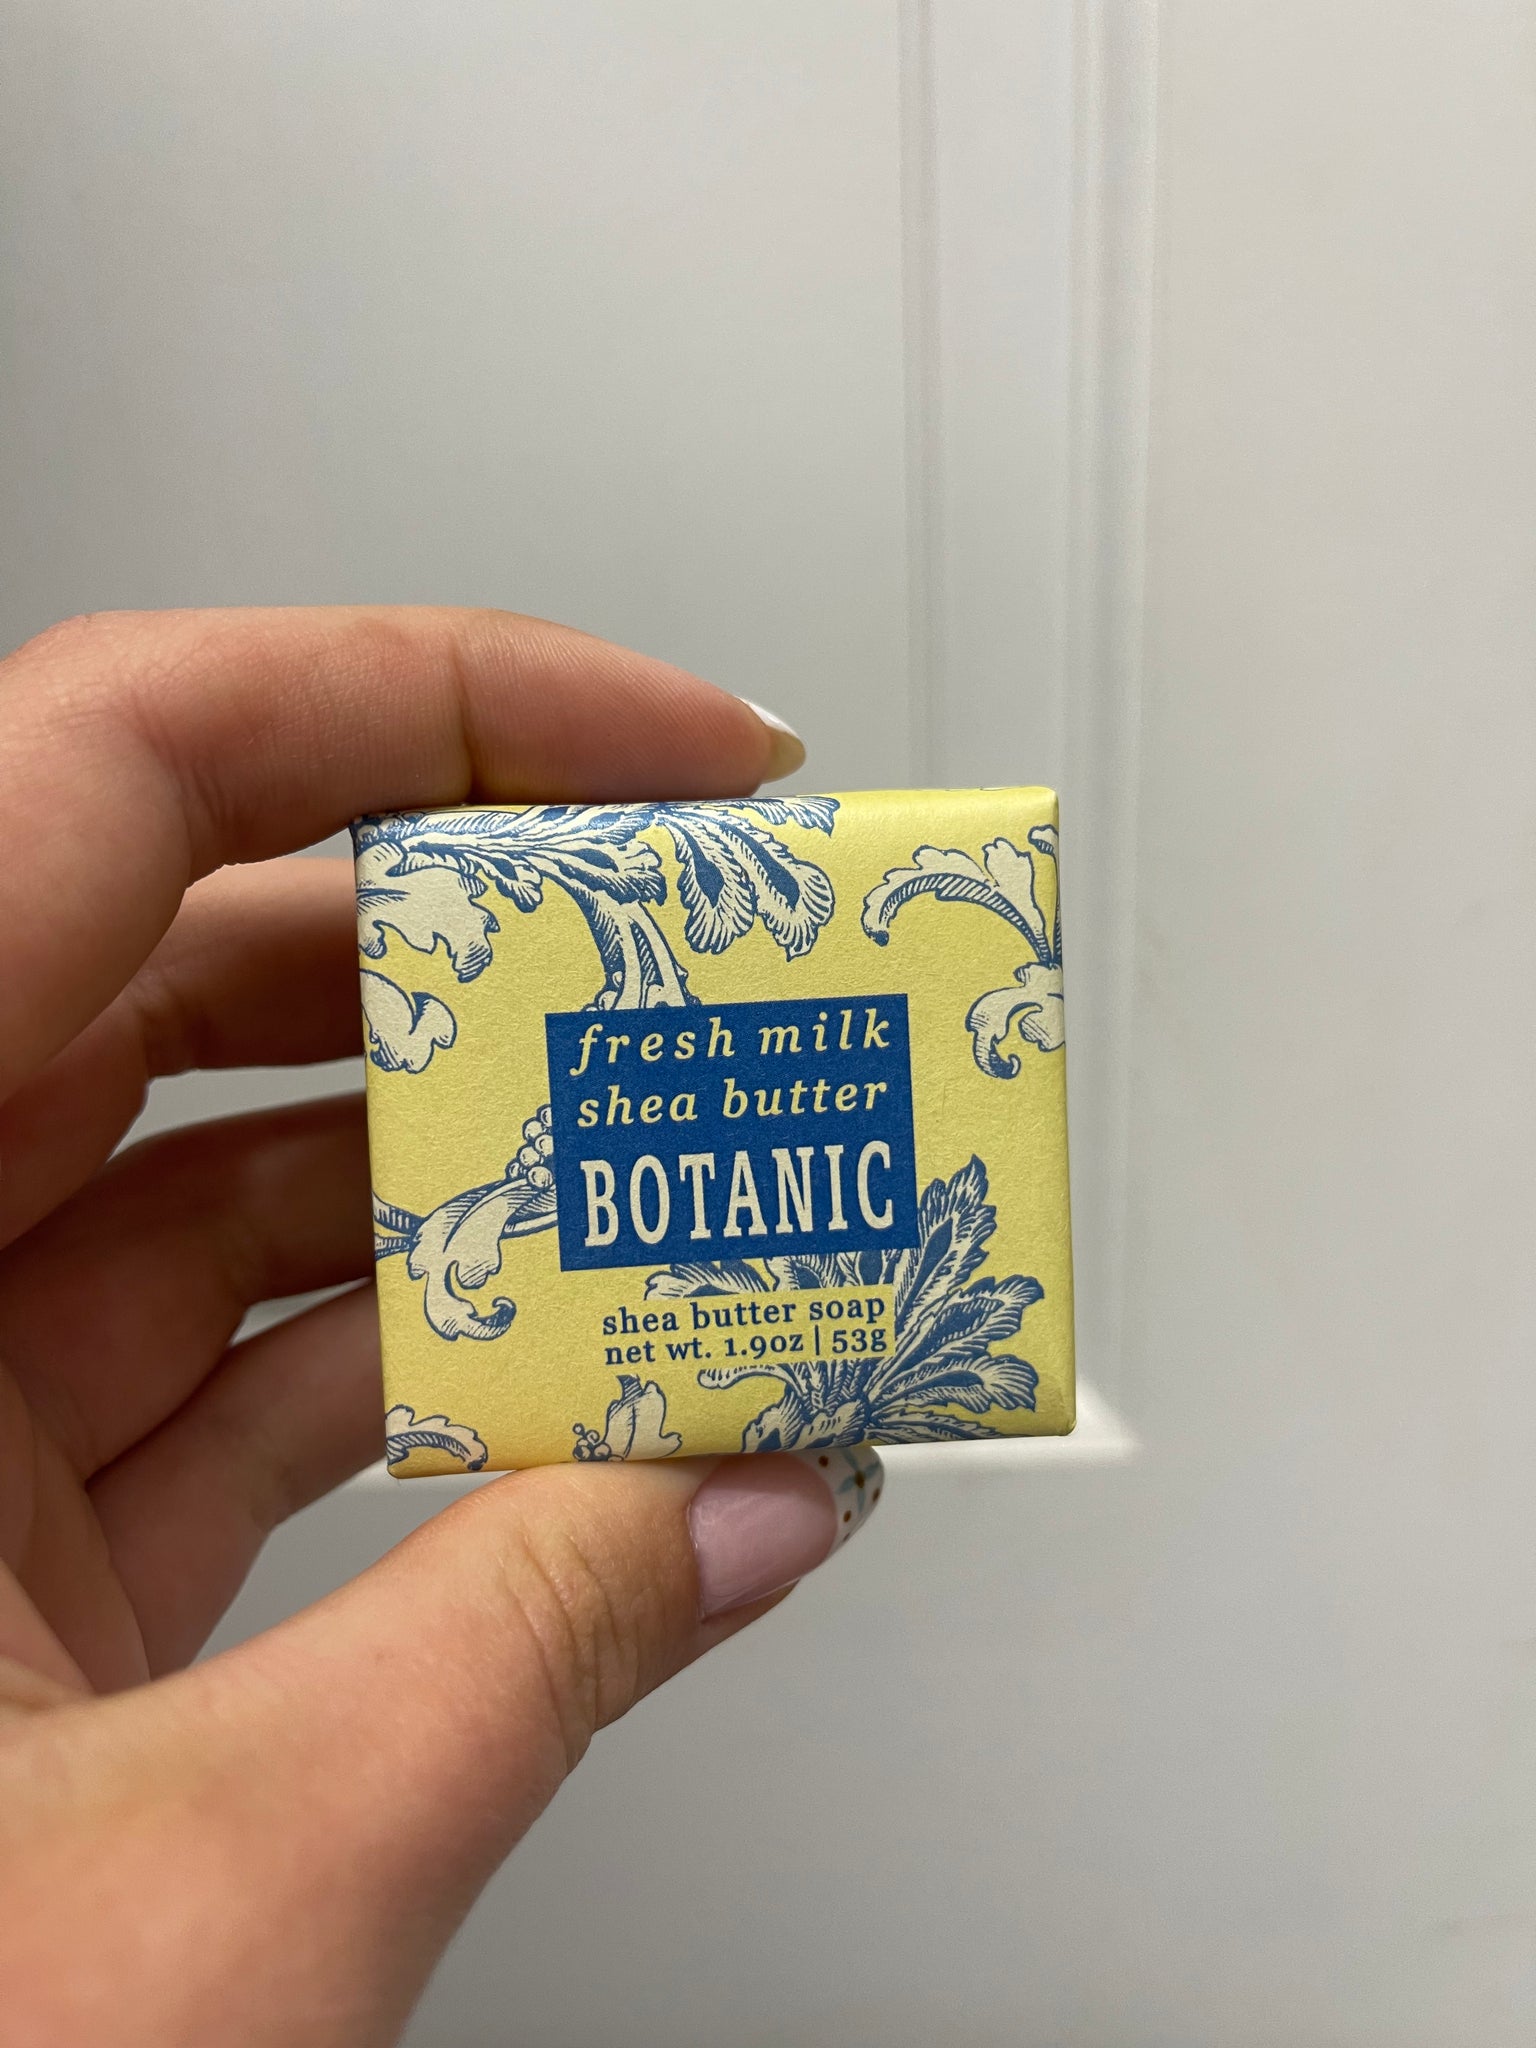 fresh milk
shea butter
BOTANIC
shea butter soap
net wt. 1.9oz | 53g